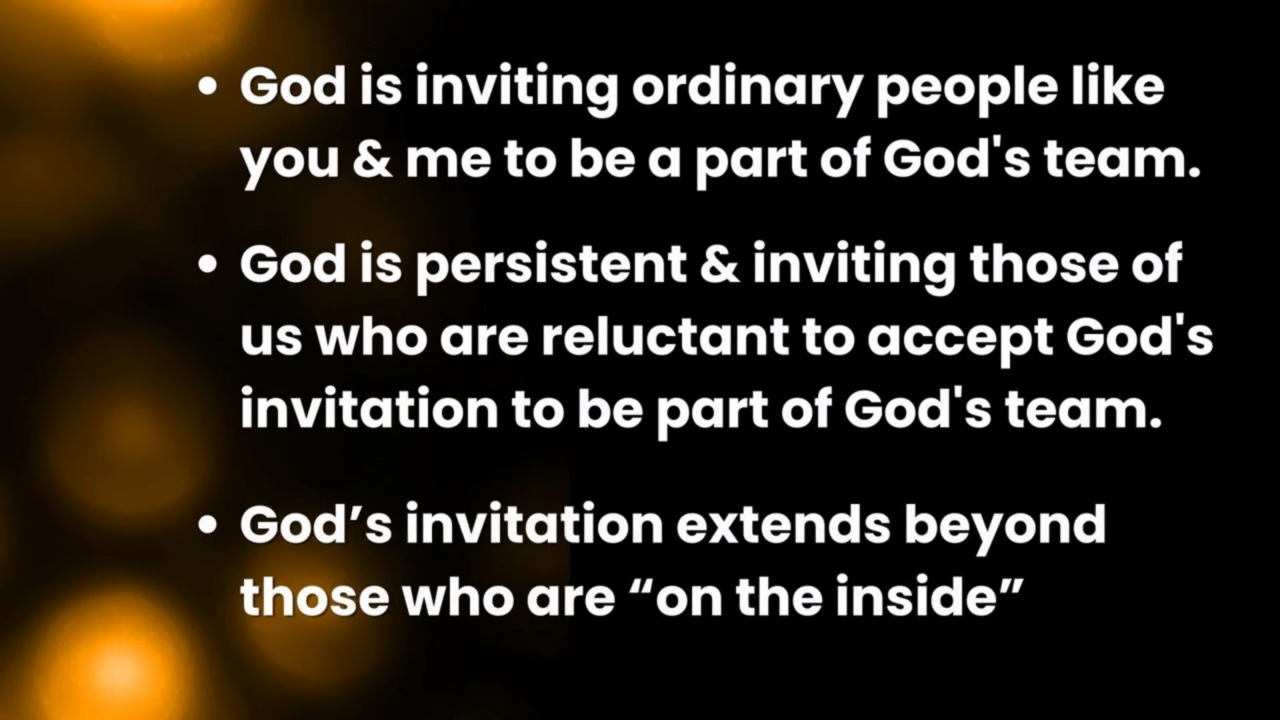 • God is inviting ordinary people like
you & me to be a part of God's team.
• God is persistent & inviting those of
us who are reluctant to accept God's
invitation to be part of God's team.
• God’s invitation extends beyond
those who are “on the inside”